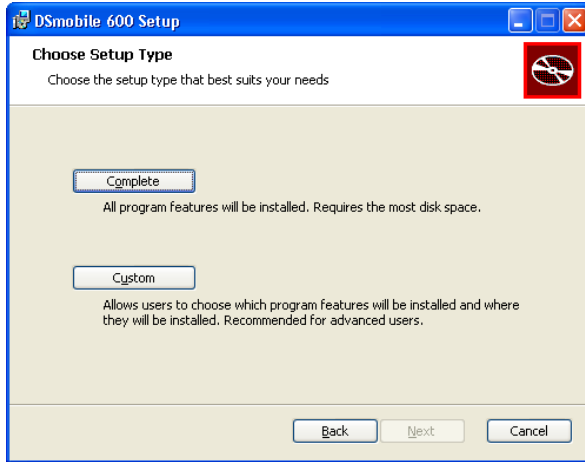 DSmobile 600 Setup
Choose Setup Type
Choose the setup type that best suits your needs
Complete
All program features will be installed. Requires the most disk space.
Custom
Allows users to choose which program features will be installed and where
they will be installed. Recommended for advanced users.
Back Next Cancel